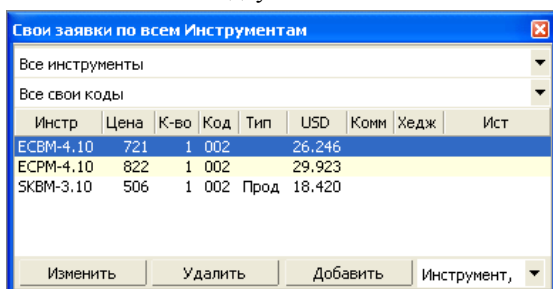 Свои заявки по всем Инструментам
Все инструменты
Все свои коды
Инстр Цена К-во Код Тип USD Комм Хедж Ист
ECBM-4.10 721 1 002 26.246
ECPM-4.10 822 1 002 29.923
SKBM-3.10 506 1 002 Прод 18.420
Изменить Удалить Добавить Инструмент,